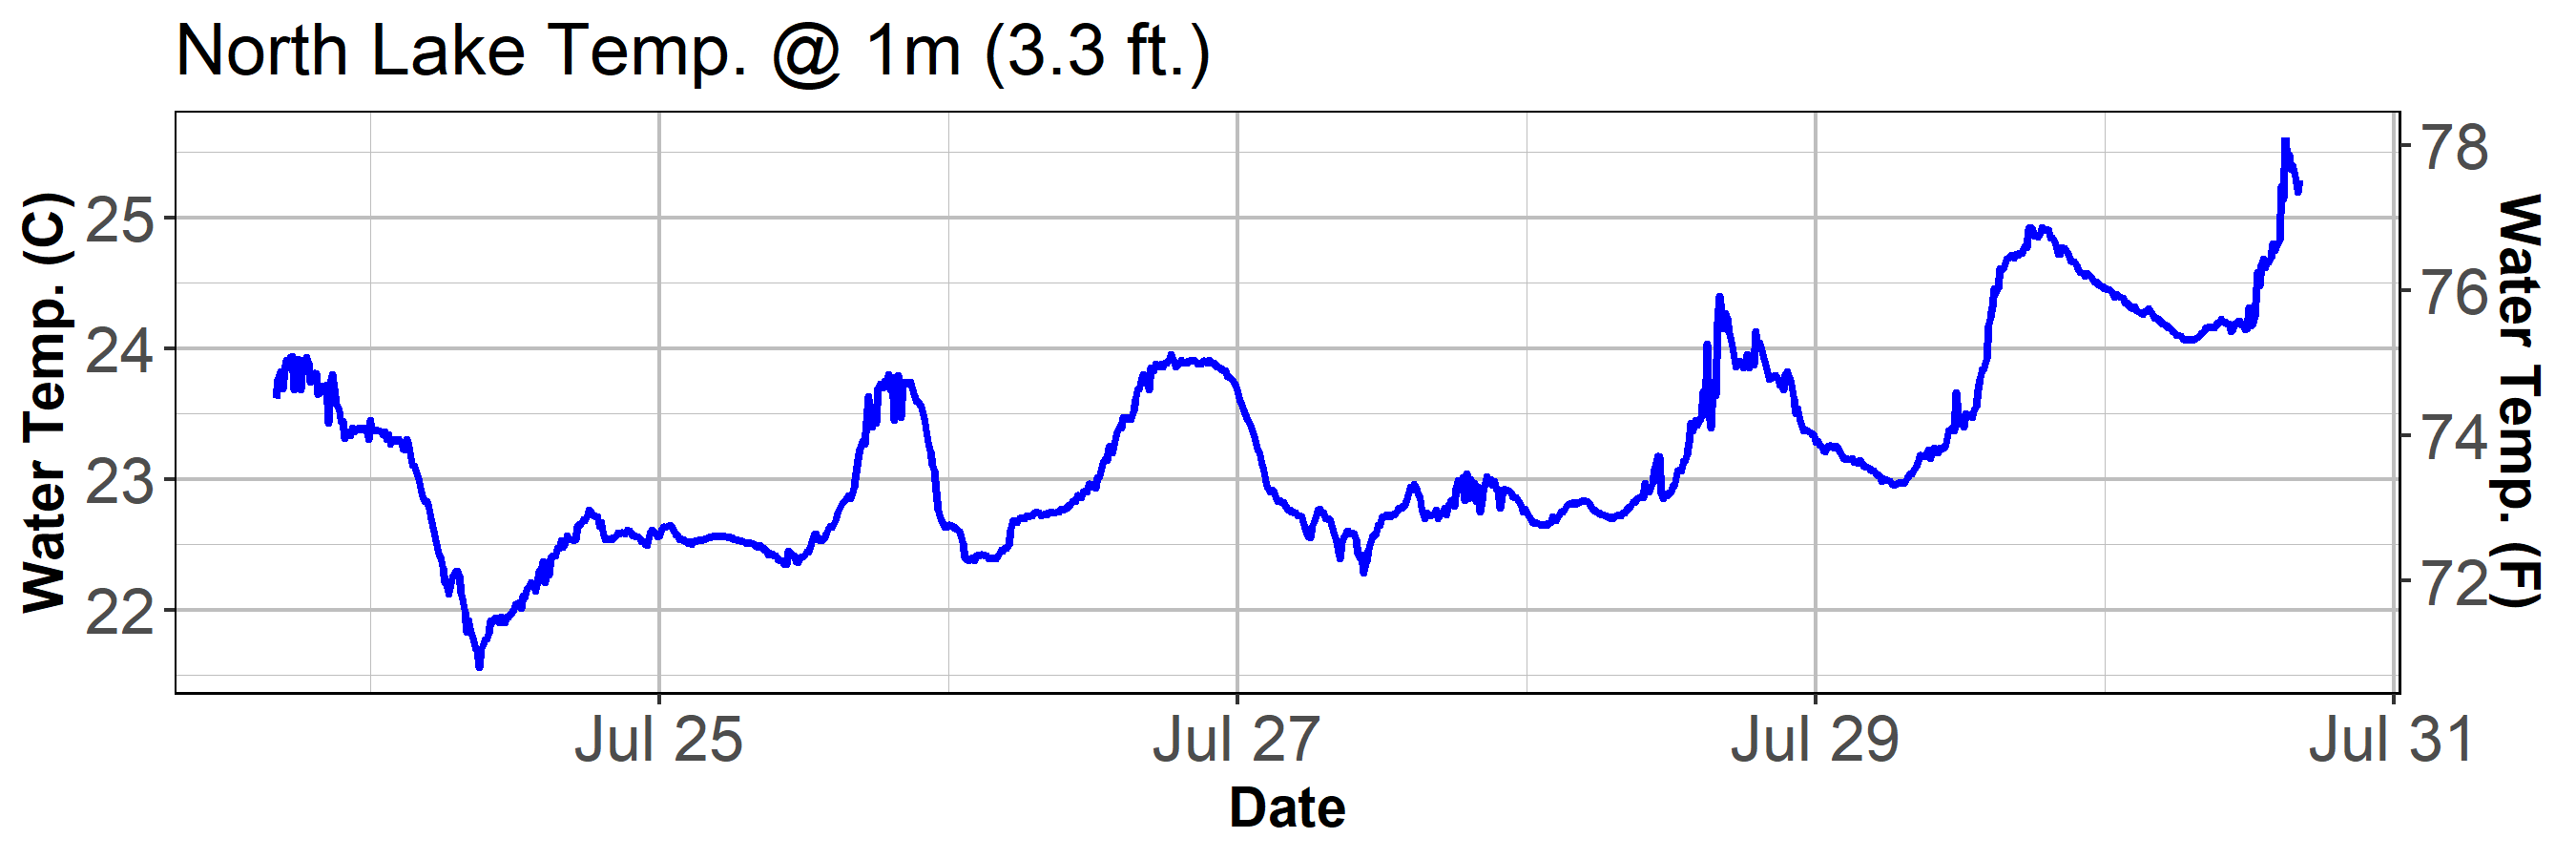 North Lake Temp. @ 1m (3.3 ft.)
Water Temp. (C)
25
24
23
22
78
76
74
72
Water Temp. (F)
Jul 25
Jul 27
Jul 29
Jul 31
Date